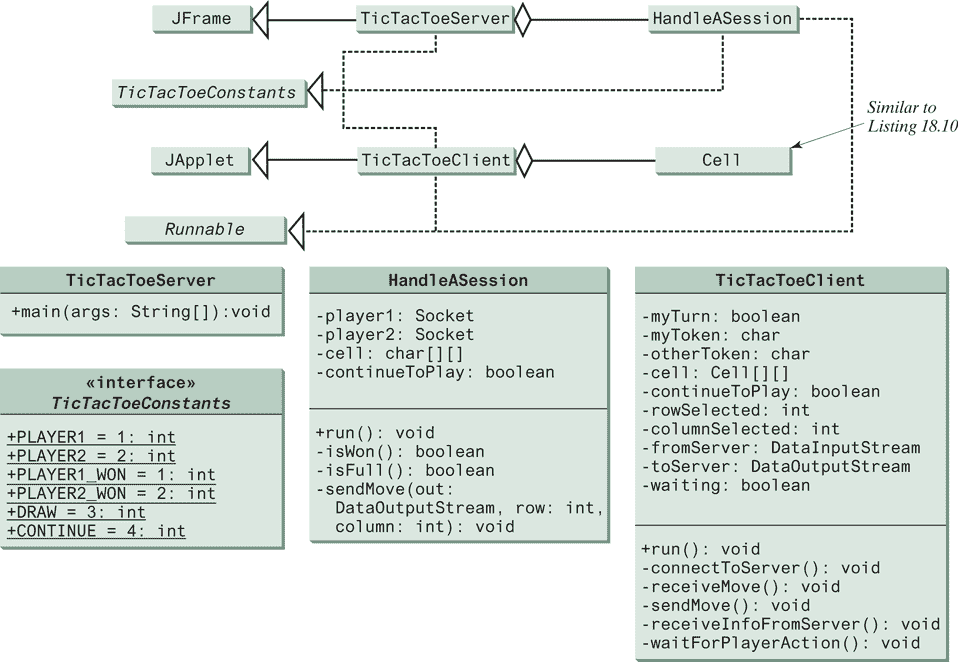 JFrame
TicTacToeServer
HandleASession
TicTacToeConstants
Similar to
Listing 18.10
JApplet
TicTacToeClient
Cell
Runnable
TicTacToeServer
+main(args: String[]):void
«interface»
TicTacToeConstants
+PLAYER1 = 1: int
+PLAYER2 = 2: int
+PLAYER1_WON = 1: int
+PLAYER2_WON = 2: int
+DRAW = 3: int
+CONTINUE = 4: int
HandleASession
-player1: Socket
-player2: Socket
-cell: char[][]
-continueToPlay: boolean
+run(): void
-isWon(): boolean
-isFull(): boolean
-sendMove(out:
DataOutputStream, row: int,
column: int): void
TicTacToeClient
-myTurn: boolean
-myToken: char
-otherToken: char
-cell: Cell[][]
-continueToPlay: boolean
-rowSelected: int
-columnSelected: int
-fromServer: DataInputStream
-toServer: DataOutputStream
-waiting: boolean
+run(): void
-connectToServer(): void
-receiveMove(): void
-sendMove(): void
-receiveInfoFromServer(): void
-waitForPlayerAction(): void